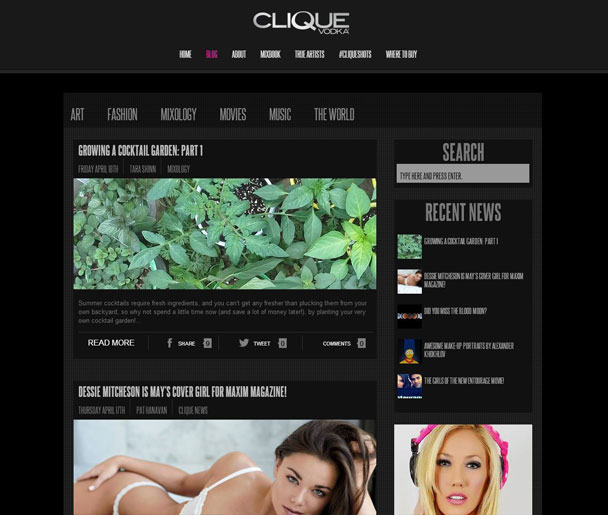 CLIQUE
VODKA
HOME BLOG ABOUT MIXBOOK TRUE ARTISTS #CLIQUESHOTS WHERE TO BUY
ART FASHION MIXOLOGY MOVIES MUSIC THE WORLD
GROWING A COCKTAIL GARDEN: PART 1
FRIDAY APRIL 18TH TARA SHINN MIXOLOGY
Summer cocktails require fresh ingredients, and you can't get any fresher than plucking them from your
own backyard, so why not spend a little time now (and save a lot of money later!), by planting your very
own cocktail garden!...
READ MORE SHARE 0 TWEET 0 COMMENTS 0
DESSIE MITCHESON IS MAY'S COVER GIRL FOR MAXIM MAGAZINE!
THURSDAY APRIL 17TH PAT HANAVAN CLIQUE NEWS
SEARCH
TYPE HERE AND PRESS ENTER.
RECENT NEWS
GROWING A COCKTAIL GARDEN: PART 1
DESSIE MITCHESON IS MAY'S COVER GIRL FOR MAXIM
MAGAZINE!
DID YOU MISS THE BLOOD MOON?
AWESOME MAKE-UP PORTRAITS BY ALEXANDER
KHOKHLOV
THE GIRLS OF THE NEW ENTOURAGE MOVIE!